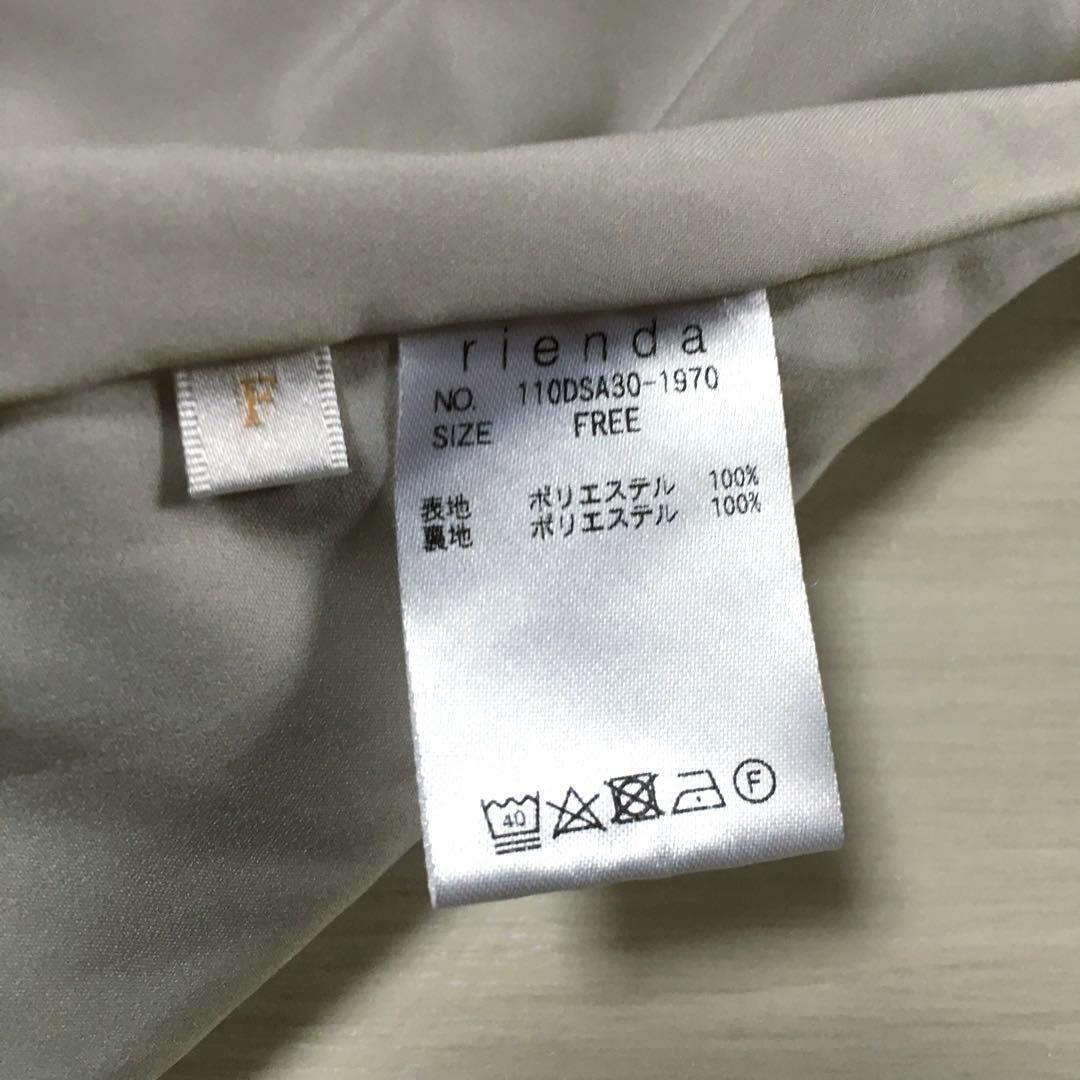 F
rienda
NO. 110DSA30-1970
SIZE FREE
表地 ポリエステル 100%
裏地 ポリエステル 100%
40
F